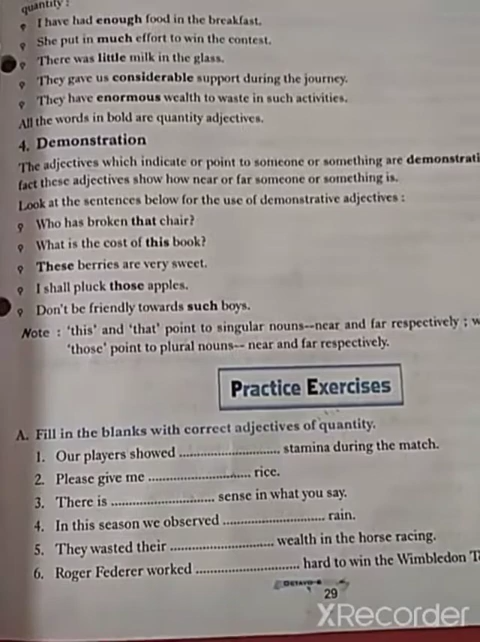 quantity :
I have had enough food in the breakfast.
She put in much effort to win the contest.
There was little milk in the glass.
They gave us considerable support during the journey.
They have enormous wealth to waste in such activities.
All the words in bold are quantity adjectives.
4. Demonstration
The adjectives which indicate or point to someone or something are demonstrati
fact these adjectives show how near or far someone or something is.
Look at the sentences below for the use of demonstrative adjectives :
Who has broken that chair?
What is the cost of this book?
These berries are very sweet.
I shall pluck those apples.
Don't be friendly towards such boys.
Note : 'this' and 'that' point to singular nouns--near and far respectively ; w
'those' point to plural nouns-- near and far respectively.
Practice Exercises
A. Fill in the blanks with correct adjectives of quantity.
1. Our players showed .............................. stamina during the match.
2. Please give me .............................. rice.
3. There is .............................. sense in what you say.
4. In this season we observed .............................. rain.
5. They wasted their .............................. wealth in the horse racing.
6. Roger Federer worked .............................. hard to win the Wimbledon T
OCTAVO-6
29
XRecorder